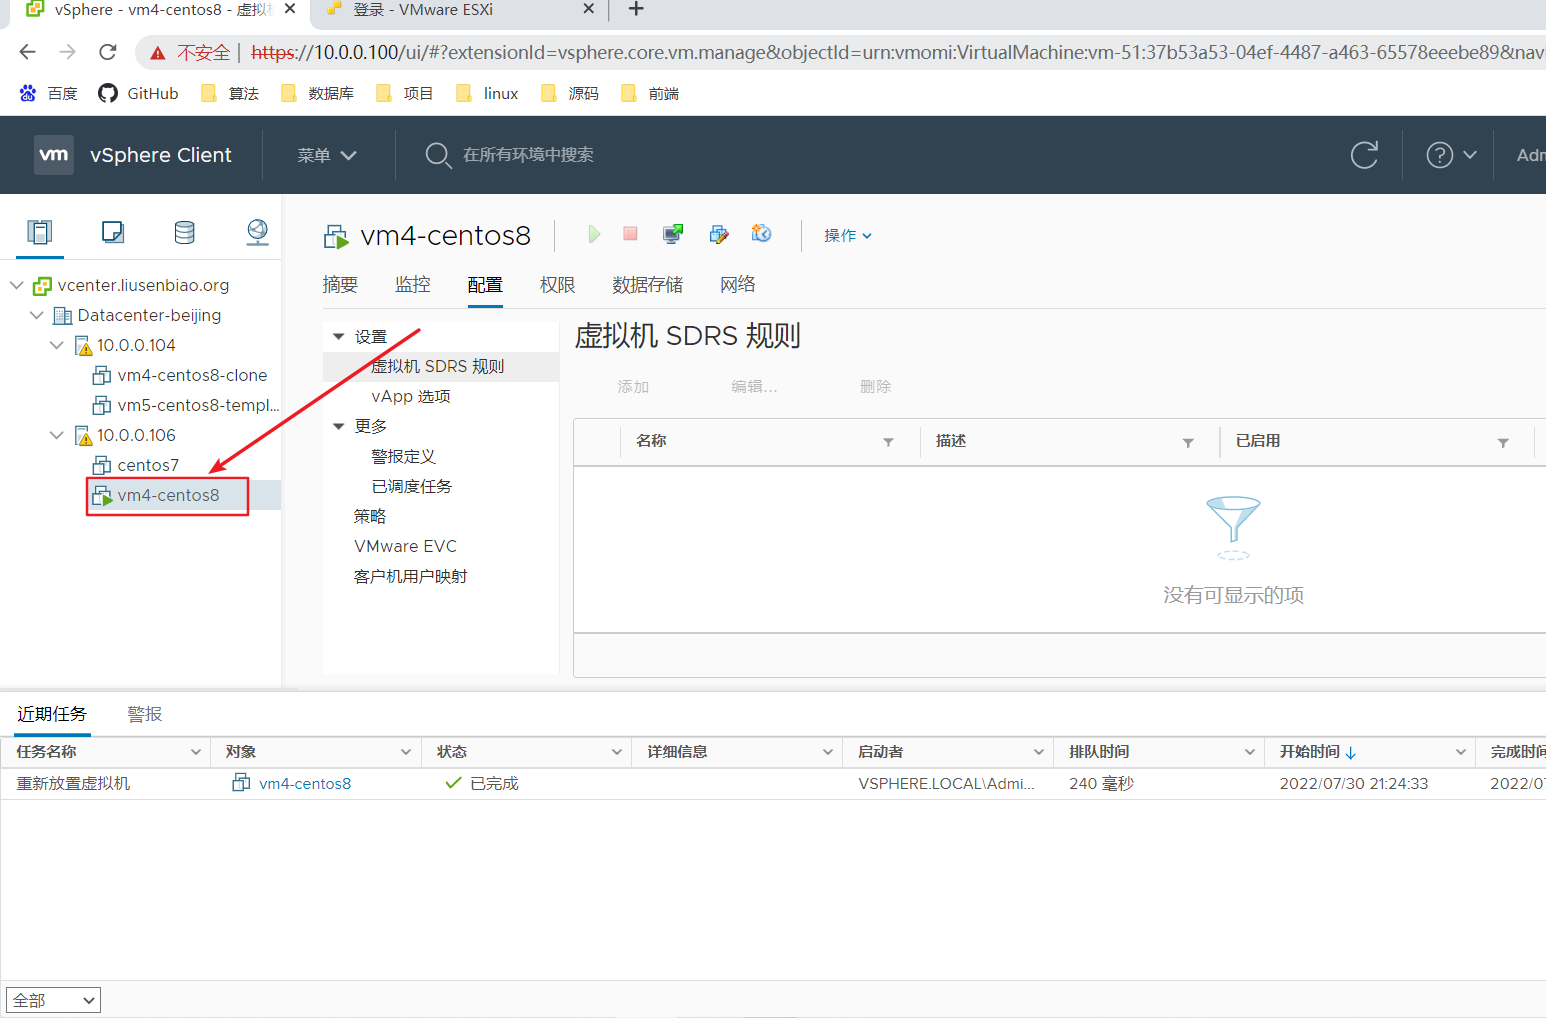 vSphere - vm4-centos8 - 虚拟
登录 - VMware ESXi
不安全 | https://10.0.0.100/ui/#?extensionId=vsphere.core.vm.manage&objectId=urn:vmomi:VirtualMachine:vm-51:37b53a53-04ef-4487-a463-65578eeebe89&navi
百度 GitHub 算法 数据库 项目 linux 源码 前端
vm vSphere Client 菜单 在所有环境中搜索 Adm
vm4-centos8 操作
摘要 监控 配置 权限 数据存储 网络
vcenter.liusenbiao.org
Datacenter-beijing
10.0.0.104
vm4-centos8-clone
vm5-centos8-templ...
10.0.0.106
centos7
vm4-centos8
设置
虚拟机 SDRS 规则
vApp 选项
更多
警报定义
已调度任务
策略
VMware EVC
客户机用户映射
虚拟机 SDRS 规则
添加 编辑... 删除
名称 描述 已启用
没有可显示的项
近期任务 警报
任务名称 对象 状态 详细信息 启动者 排队时间 开始时间 完成时间
重新放置虚拟机 vm4-centos8 已完成 VSPHERE.LOCAL\Admi... 240 毫秒 2022/07/30 21:24:33 2022/07
全部